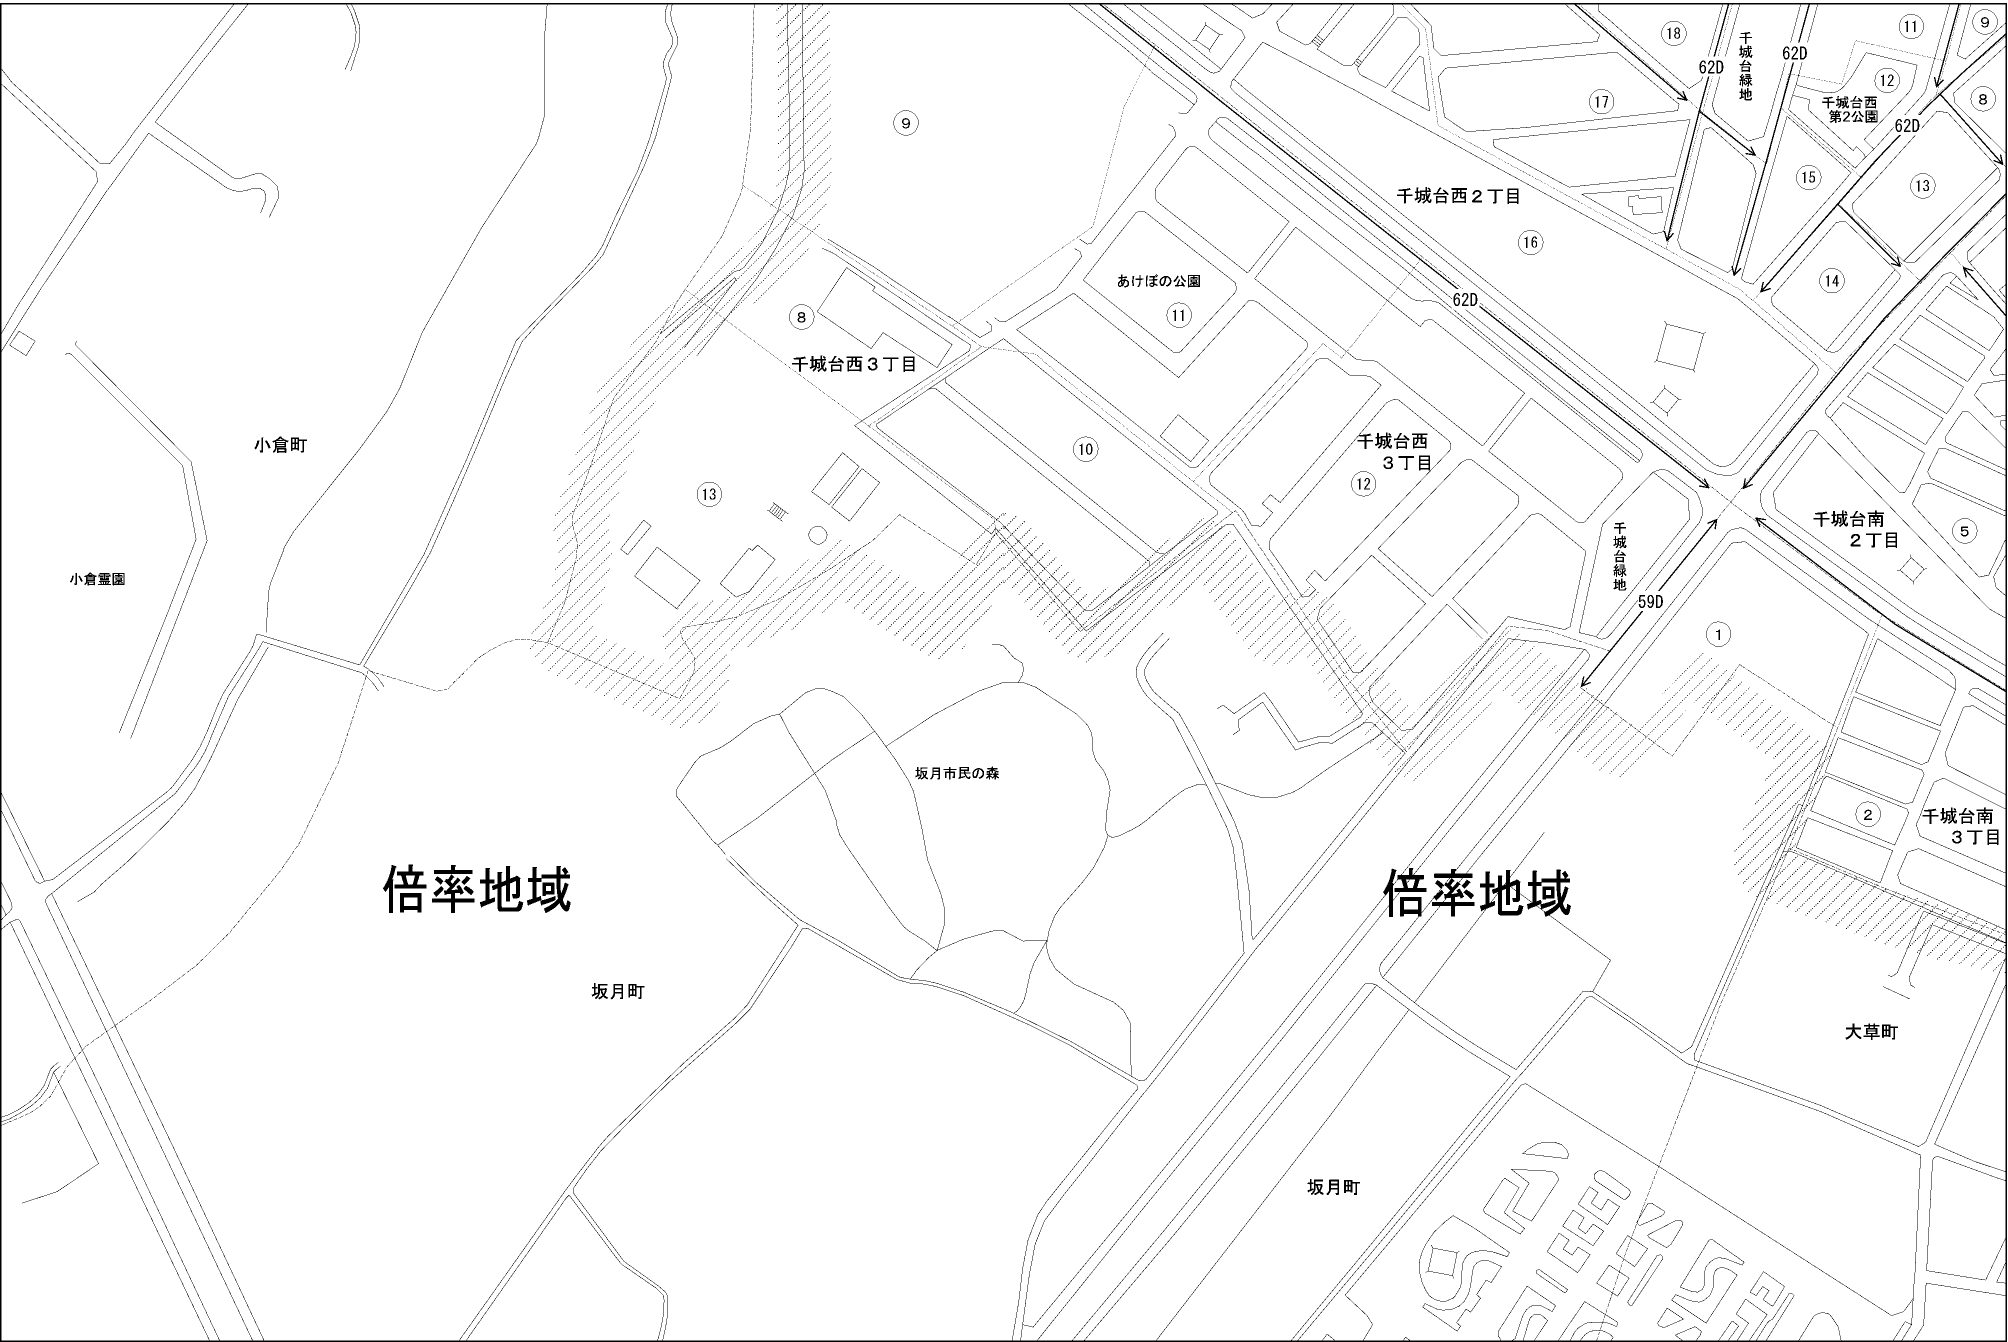 18
千城台緑地
62D
62D
11
9
12
8
17
千城台西
第2公園
62D
9
15
13
千城台西２丁目
16
14
あけぼの公園
11
62D
8
千城台西３丁目
小倉町
10
千城台西
３丁目
12
13
千城台南
２丁目
5
千城台緑地
小倉霊園
59D
1
坂月市民の森
2
千城台南
３丁目
倍率地域
倍率地域
坂月町
大草町
坂月町